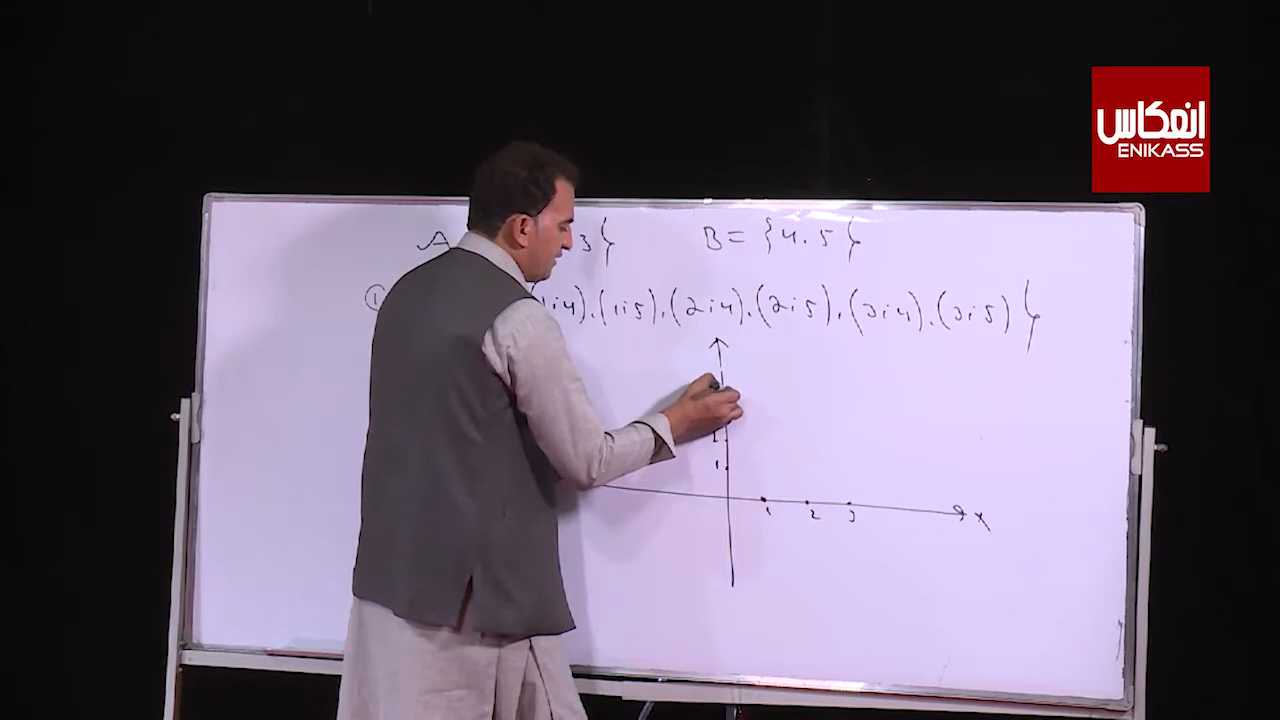 انعکاس
ENIKASS
A 3} B = {4.5}
① 1;4).(1;5).(2;4).(2;5).(3;4).(3;5)}
2
1
1 2 3 x